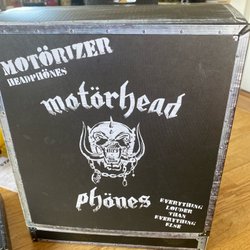 MOTÖRIZER
HEADPHÖNES
motörhead
phönes
EVERYTHING
LOUDER
THAN
EVERYTHING
ELSE